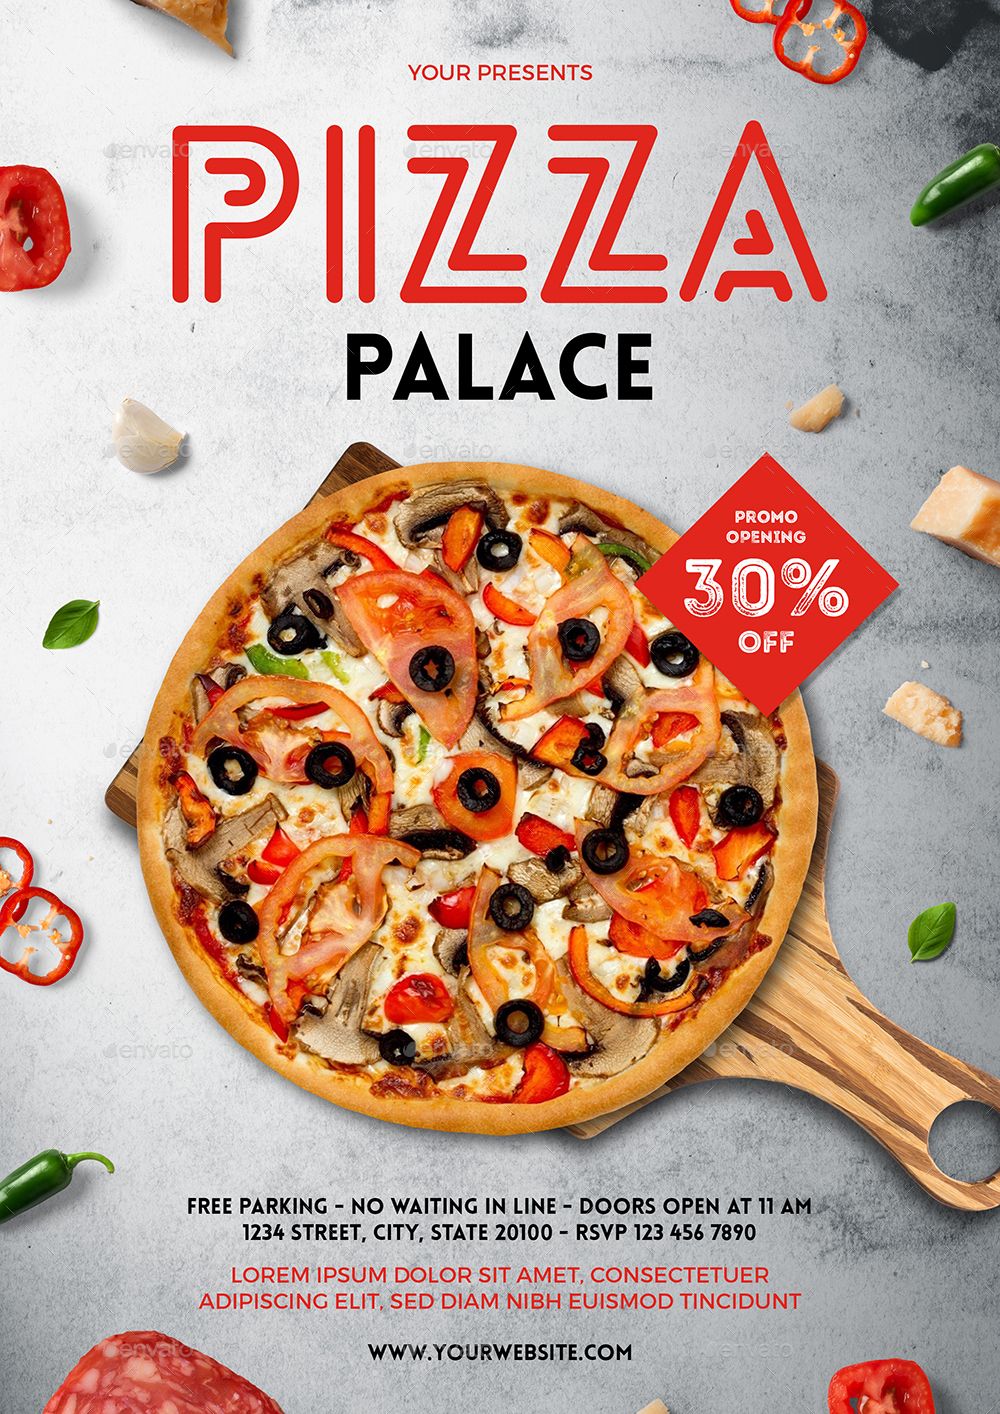 YOUR PRESENTS
PIZZA
PALACE
PROMO
OPENING
30%
OFF
FREE PARKING - NO WAITING IN LINE - DOORS OPEN AT 11 AM
1234 STREET, CITY, STATE 20100 - RSVP 123 456 7890
LOREM IPSUM DOLOR SIT AMET, CONSECTETUER
ADIPISCING ELIT, SED DIAM NIBH EUISMOD TINCIDUNT
WWW.YOURWEBSITE.COM
envato